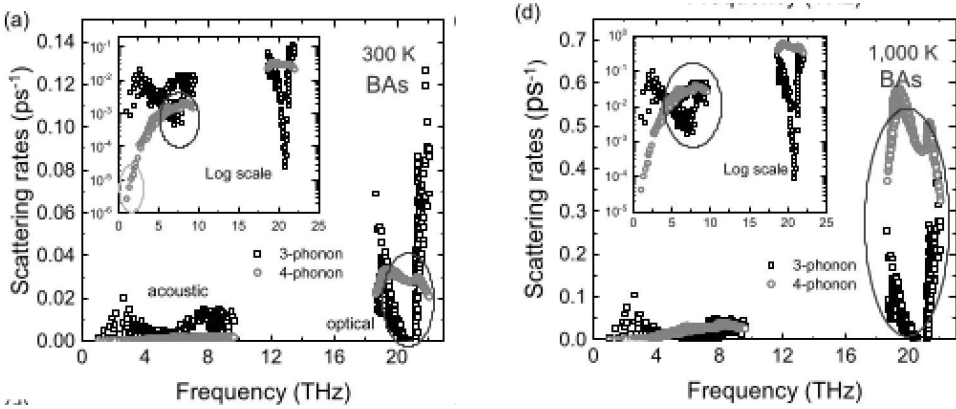 (a)
Scattering rates (ps-1)
0.14
0.12
0.10
0.08
0.06
0.04
0.02
0.00
0 4 8 12 16 20
Frequency (THz)
300 K
BAs
10-1
10-2
10-3
10-4
10-5
10-6
0 5 10 15 20 25
Log scale
3-phonon
4-phonon
acoustic
optical
(d)
Frequency (THz)
Scattering rates (ps-1)
0.7
0.6
0.5
0.4
0.3
0.2
0.1
0.0
0 4 8 12 16 20
Frequency (THz)
1,000 K
BAs
100
10-1
10-2
10-3
10-4
10-5
0 5 10 15 20 25
Log scale
3-phonon
4-phonon